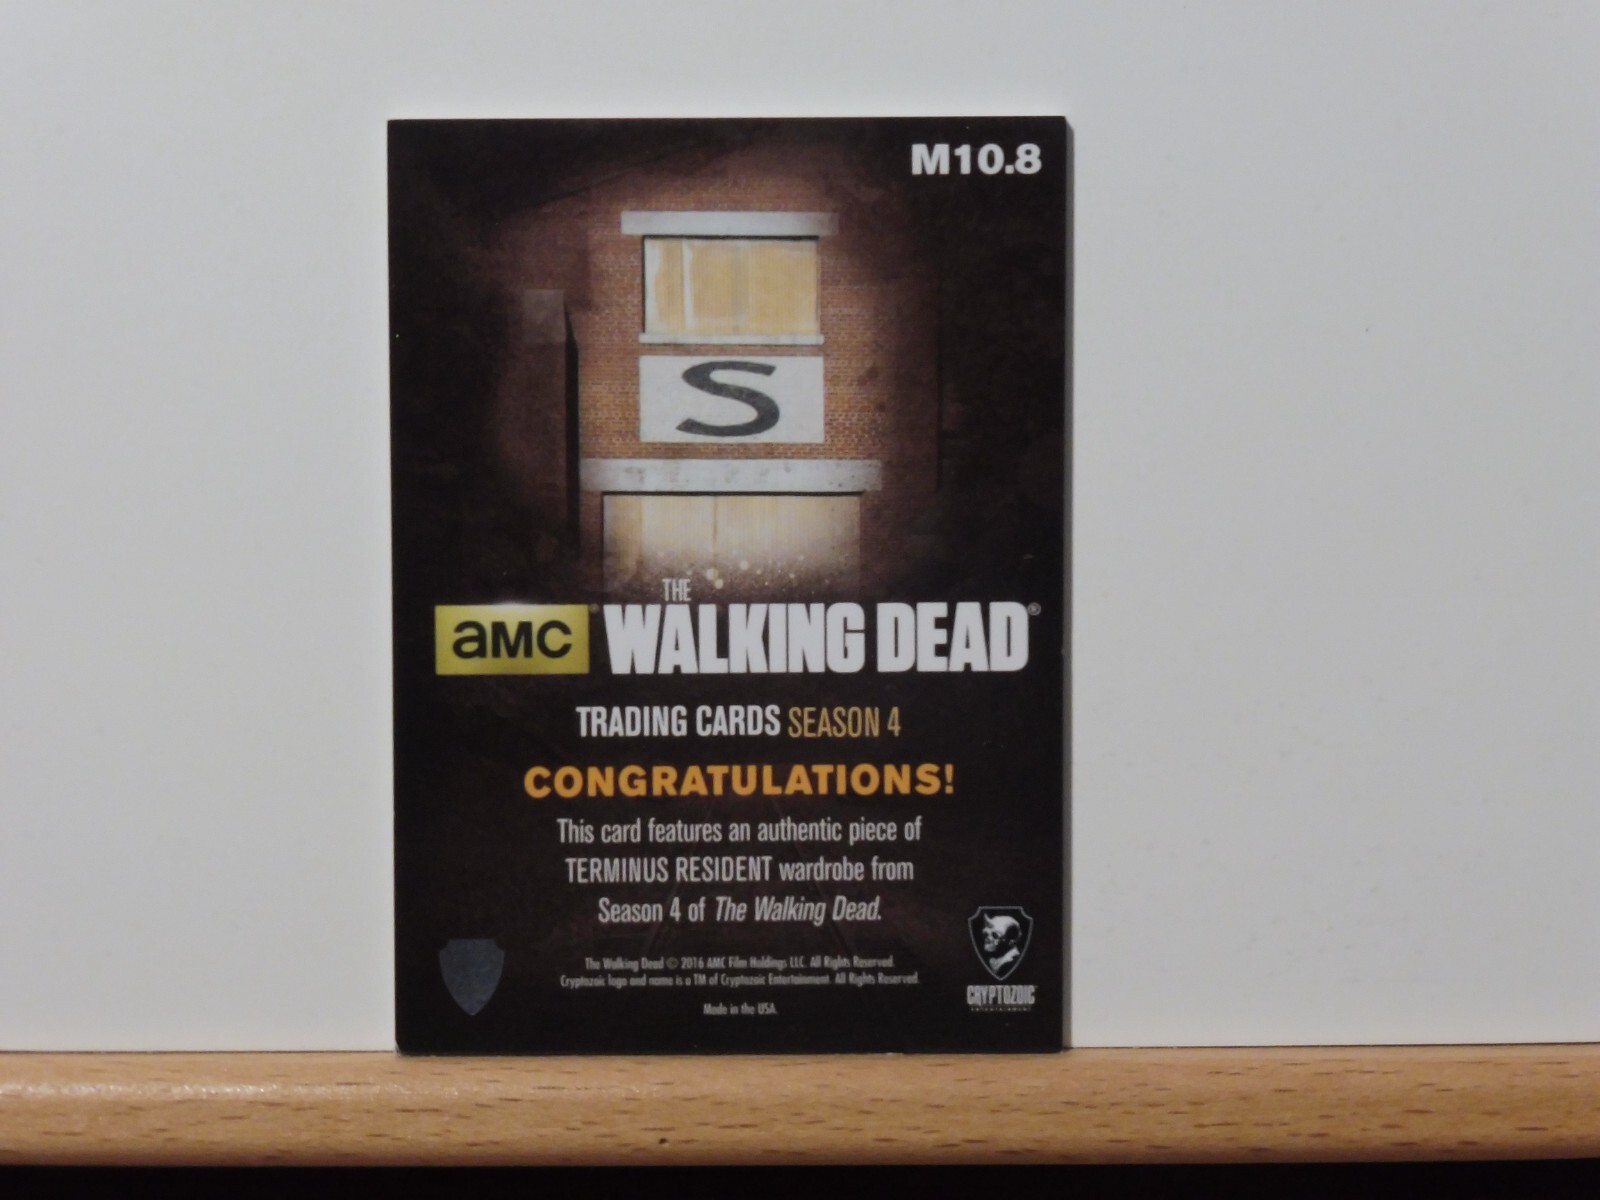 M10.8
S
THE
aMC® WALKING DEAD®
TRADING CARDS SEASON 4
CONGRATULATIONS!
This card features an authentic piece of
TERMINUS RESIDENT wardrobe from
Season 4 of The Walking Dead.
The Walking Dead © 2016 AMC Film Holdings LLC. All Rights Reserved.
Cryptozoic logo and name is a TM of Cryptozoic Entertainment. All Rights Reserved.
Made in the USA.
CRYPTOZOIC
ENTERTAINMENT